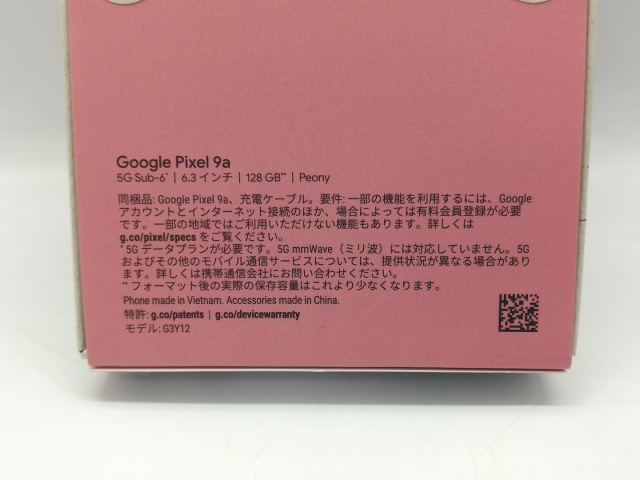 Google Pixel 9a
5G Sub-6* | 6.3 インチ | 128 GB** | Peony
同梱品: Google Pixel 9a、充電ケーブル。要件: 一部の機能を利用するには、Google
アカウントとインターネット接続のほか、場合によっては有料会員登録が必要
です。一部の地域ではご利用いただけない機能もあります。詳しくは
g.co/pixel/specs をご覧ください。
* 5G データプランが必要です。5G mmWave（ミリ波）には対応していません。5G
およびその他のモバイル通信サービスについては、提供状況が異なる場合があり
ます。詳しくは携帯通信会社にお問い合わせください。
** フォーマット後の実際の保存容量はこれより少なくなります。
Phone made in Vietnam. Accessories made in China.
特許: g.co/patents | g.co/devicewarranty
モデル: G3Y12